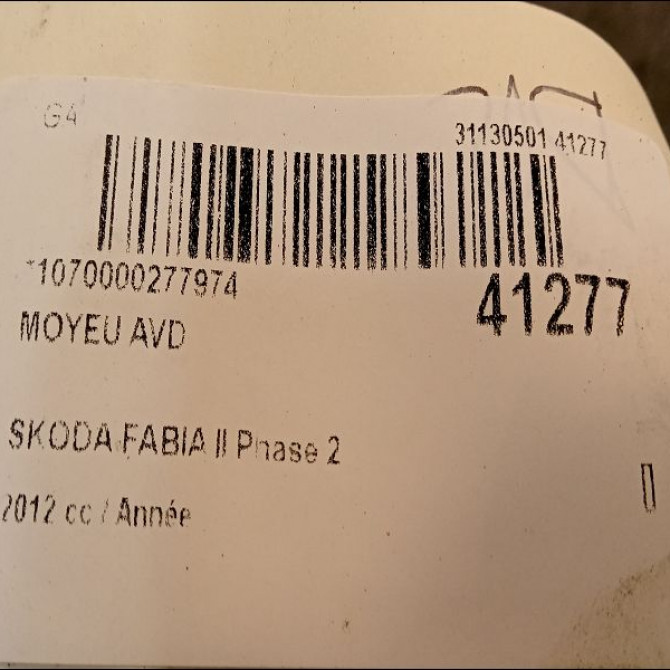 G4
31130501 41277
*1070000277974
41277
MOYEU AVD
SKODA FABIA II Phase 2
2012 cc / Année